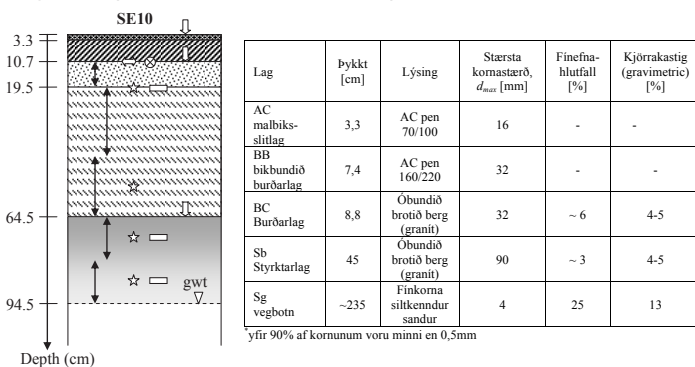 SE10
3.3
10.7
19.5
64.5
94.5
gwt
Depth (cm)
Lag
Þykkt
[cm]
Lýsing
Stærsta
kornastærð,
dmax [mm]
Fínefna-
hlutfall
[%]
Kjörrakastig
(gravimetric)
[%]
AC
malbiks-
slitlag
3,3
AC pen
70/100
16
-
-
BB
bikbundið
burðarlag
7,4
AC pen
160/220
32
-
-
BC
Burðarlag
8,8
Óbundið
brotið berg
(granít)
32
~ 6
4-5
Sb
Styrktarlag
45
Óbundið
brotið berg
(granít)
90
~ 3
4-5
Sg
vegbotn
~235
Fínkorna
siltkenndur
sandur
4
25
13
*yfir 90% af kornunum voru minni en 0,5mm